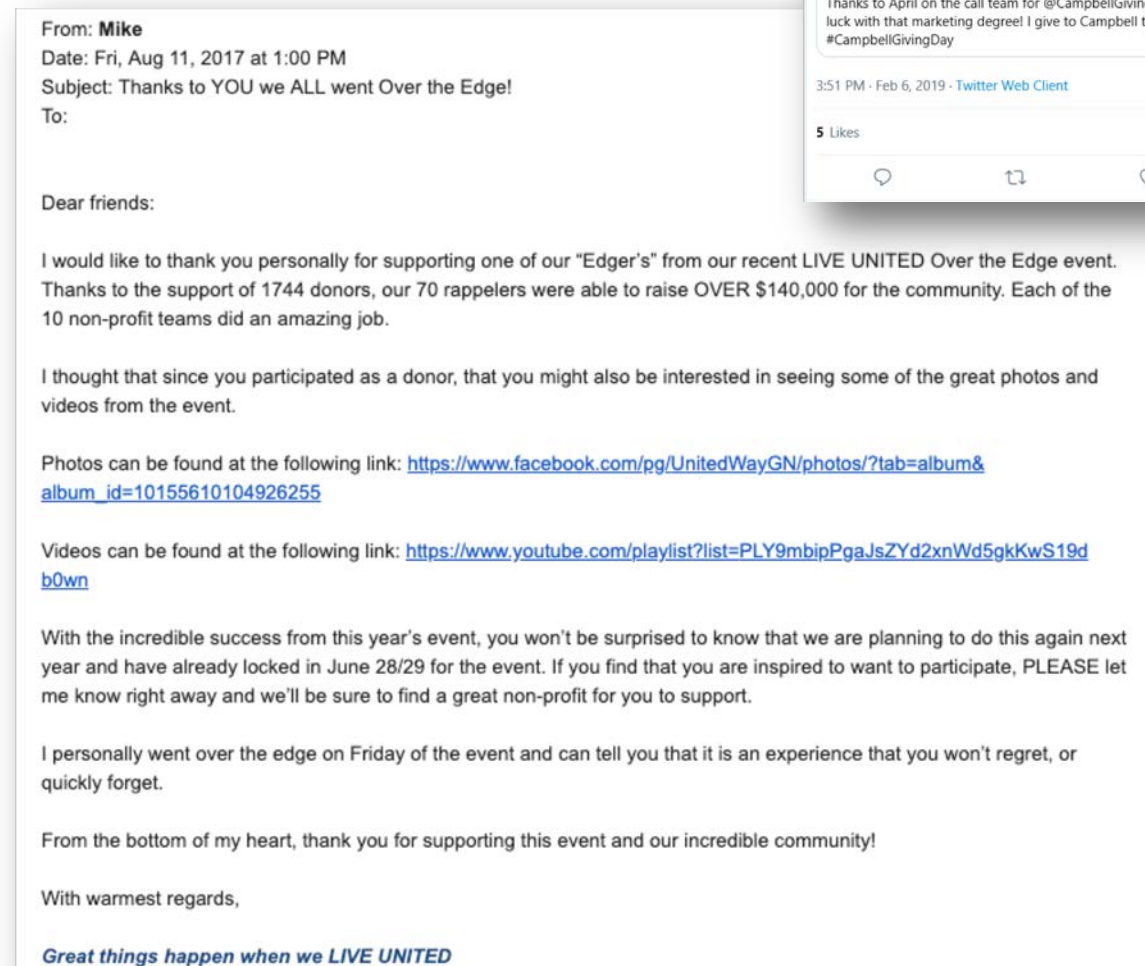 From: Mike
Date: Fri, Aug 11, 2017 at 1:00 PM
Subject: Thanks to YOU we ALL went Over the Edge!
To:
Dear friends:
I would like to thank you personally for supporting one of our “Edger’s” from our recent LIVE UNITED Over the Edge event.
Thanks to the support of 1744 donors, our 70 rappelers were able to raise OVER $140,000 for the community. Each of the
10 non-profit teams did an amazing job.
I thought that since you participated as a donor, that you might also be interested in seeing some of the great photos and
videos from the event.
Photos can be found at the following link: https://www.facebook.com/pg/UnitedWayGN/photos/?tab=album&
album_id=10155610104926255
Videos can be found at the following link: https://www.youtube.com/playlist?list=PLY9mbipPgaJsZYd2xnWd5gkKwS19d
b0wn
With the incredible success from this year’s event, you won’t be surprised to know that we are planning to do this again next
year and have already locked in June 28/29 for the event. If you find that you are inspired to want to participate, PLEASE let
me know right away and we’ll be sure to find a great non-profit for you to support.
I personally went over the edge on Friday of the event and can tell you that it is an experience that you won’t regret, or
quickly forget.
From the bottom of my heart, thank you for supporting this event and our incredible community!
With warmest regards,
Great things happen when we LIVE UNITED
Thanks to April on the call team for @CampbellGiving
luck with that marketing degree! I give to Campbell
#CampbellGivingDay
3:51 PM · Feb 6, 2019 · Twitter Web Client
5 Likes